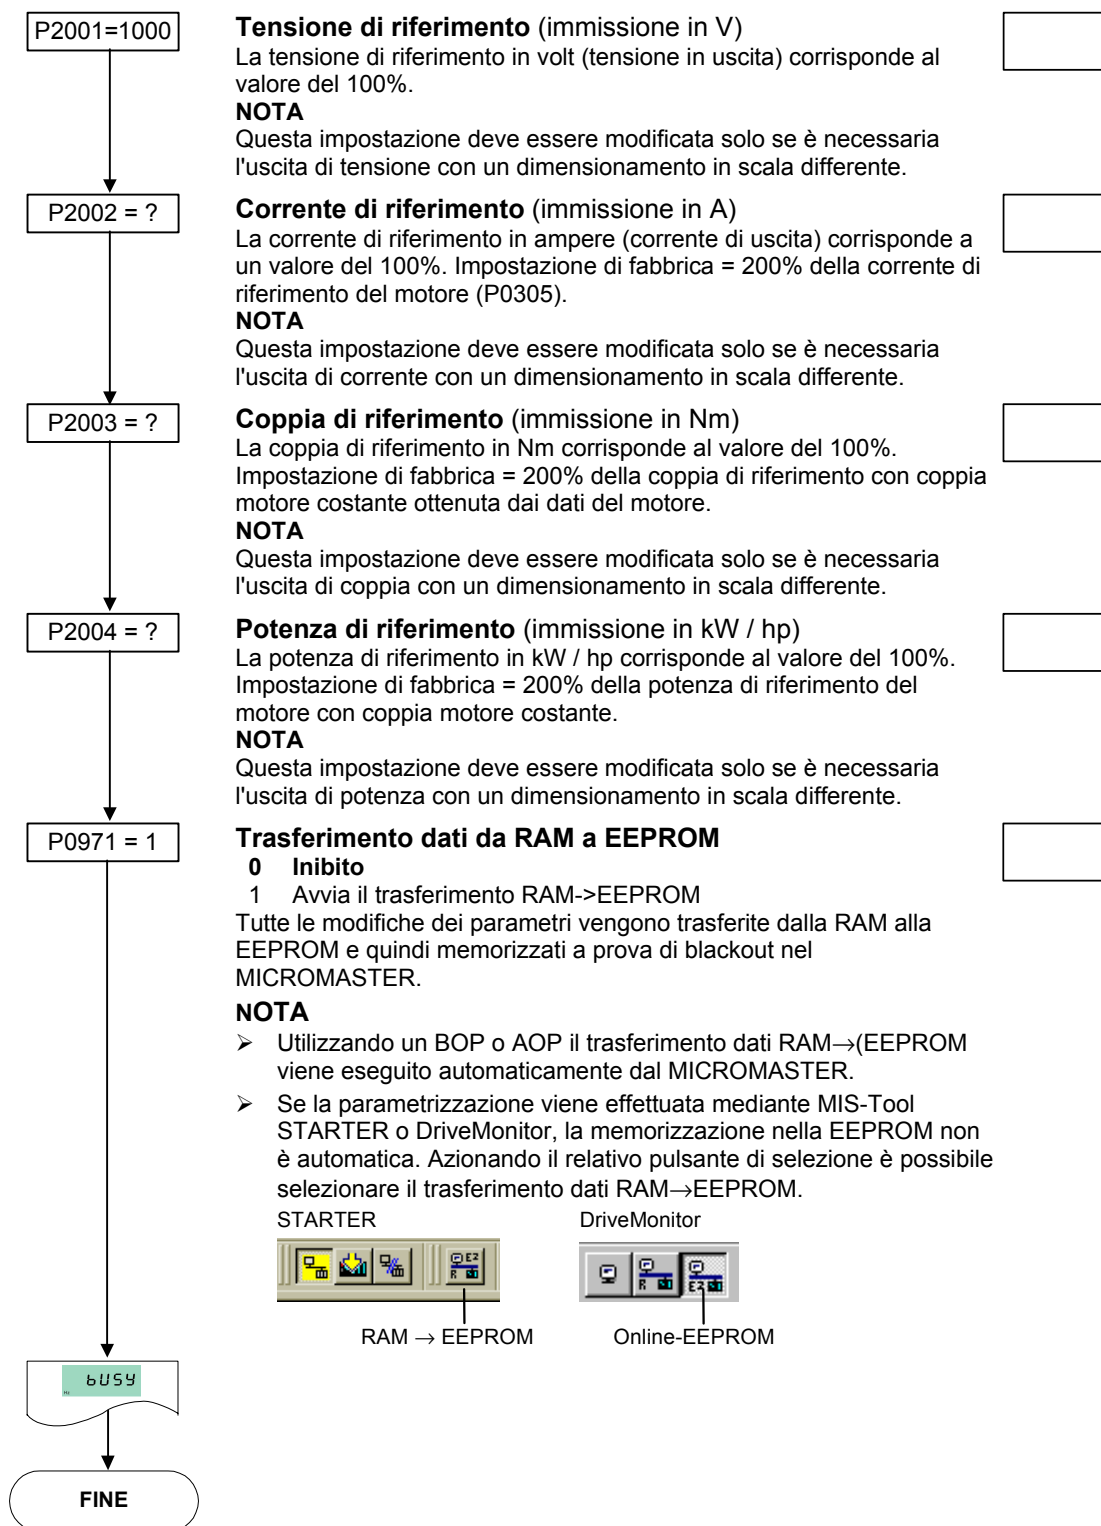 P2001=1000
Tensione di riferimento (immissione in V)
La tensione di riferimento in volt (tensione in uscita) corrisponde al
valore del 100%.
NOTA
Questa impostazione deve essere modificata solo se è necessaria
l'uscita di tensione con un dimensionamento in scala differente.
P2002 = ?
Corrente di riferimento (immissione in A)
La corrente di riferimento in ampere (corrente di uscita) corrisponde a
un valore del 100%. Impostazione di fabbrica = 200% della corrente di
riferimento del motore (P0305).
NOTA
Questa impostazione deve essere modificata solo se è necessaria
l'uscita di corrente con un dimensionamento in scala differente.
P2003 = ?
Coppia di riferimento (immissione in Nm)
La coppia di riferimento in Nm corrisponde al valore del 100%.
Impostazione di fabbrica = 200% della coppia di riferimento con coppia
motore costante ottenuta dai dati del motore.
NOTA
Questa impostazione deve essere modificata solo se è necessaria
l'uscita di coppia con un dimensionamento in scala differente.
P2004 = ?
Potenza di riferimento (immissione in kW / hp)
La potenza di riferimento in kW / hp corrisponde al valore del 100%.
Impostazione di fabbrica = 200% della potenza di riferimento del
motore con coppia motore costante.
NOTA
Questa impostazione deve essere modificata solo se è necessaria
l'uscita di potenza con un dimensionamento in scala differente.
P0971 = 1
Trasferimento dati da RAM a EEPROM
0 Inibito
1 Avvia il trasferimento RAM->EEPROM
Tutte le modifiche dei parametri vengono trasferite dalla RAM alla
EEPROM e quindi memorizzati a prova di blackout nel
MICROMASTER.
NOTA
➢ Utilizzando un BOP o AOP il trasferimento dati RAM→(EEPROM
viene eseguito automaticamente dal MICROMASTER.
➢ Se la parametrizzazione viene effettuata mediante MIS-Tool
STARTER o DriveMonitor, la memorizzazione nella EEPROM non
è automatica. Azionando il relativo pulsante di selezione è possibile
selezionare il trasferimento dati RAM→EEPROM.
STARTER DriveMonitor
E2
R
R
E2
RAM → EEPROM Online-EEPROM
busy
Hz
FINE